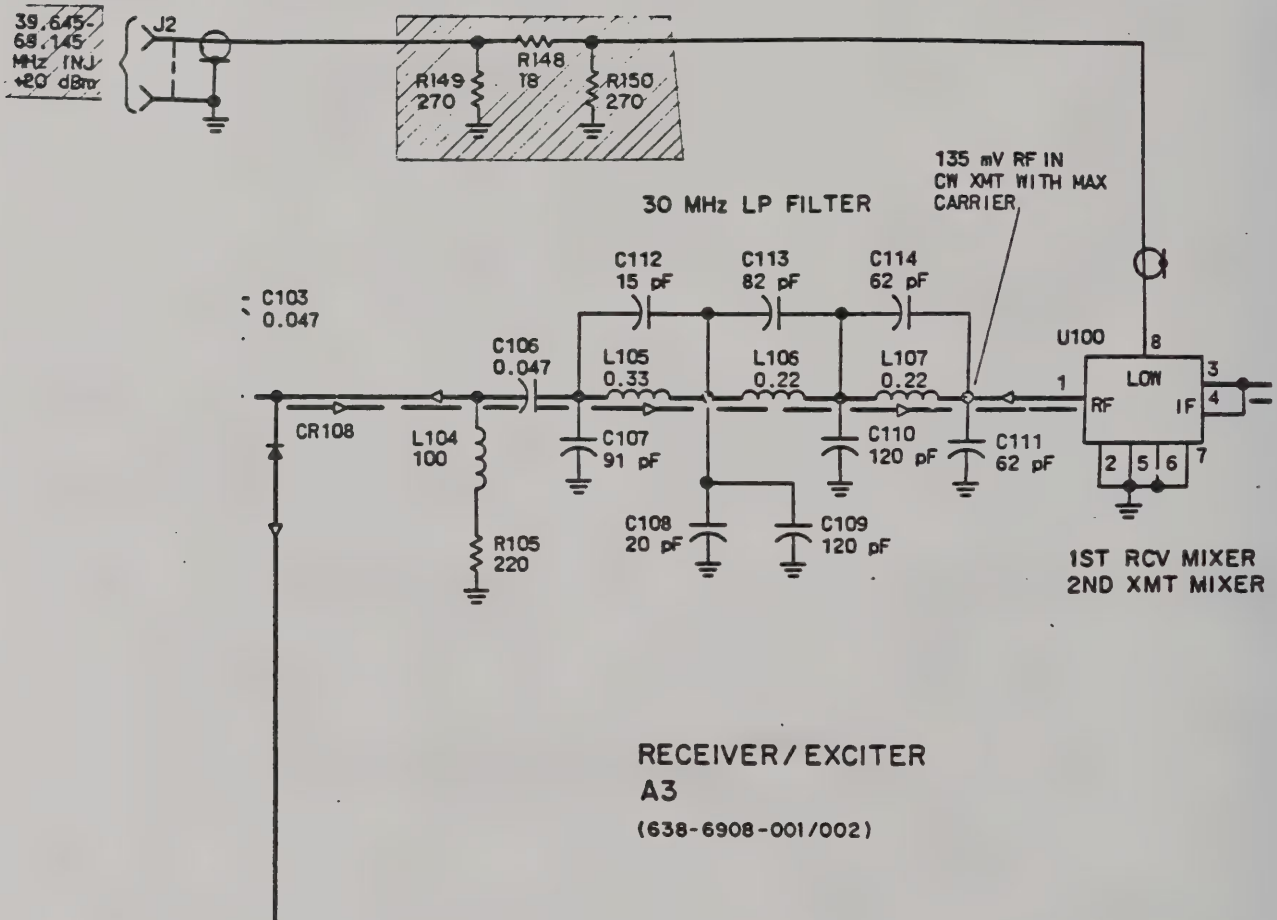 39.645-
69.145
MHz INJ
+20 dBm
J2
R149
270
R148
18
R150
270
135 mV RF IN
CW XMT WITH MAX
CARRIER
30 MHz LP FILTER
C103
0.047
C112
15 pF
C113
82 pF
C114
62 pF
C106
0.047
L105
0.33
L106
0.22
L107
0.22
U100
8
LOW
1
RF
3
4
IF
2
5
6
7
CR108
L104
100
C107
91 pF
C110
120 pF
C111
62 pF
R105
220
C108
20 pF
C109
120 pF
1ST RCV MIXER
2ND XMT MIXER
RECEIVER/EXCITER
A3
(638-6908-001/002)